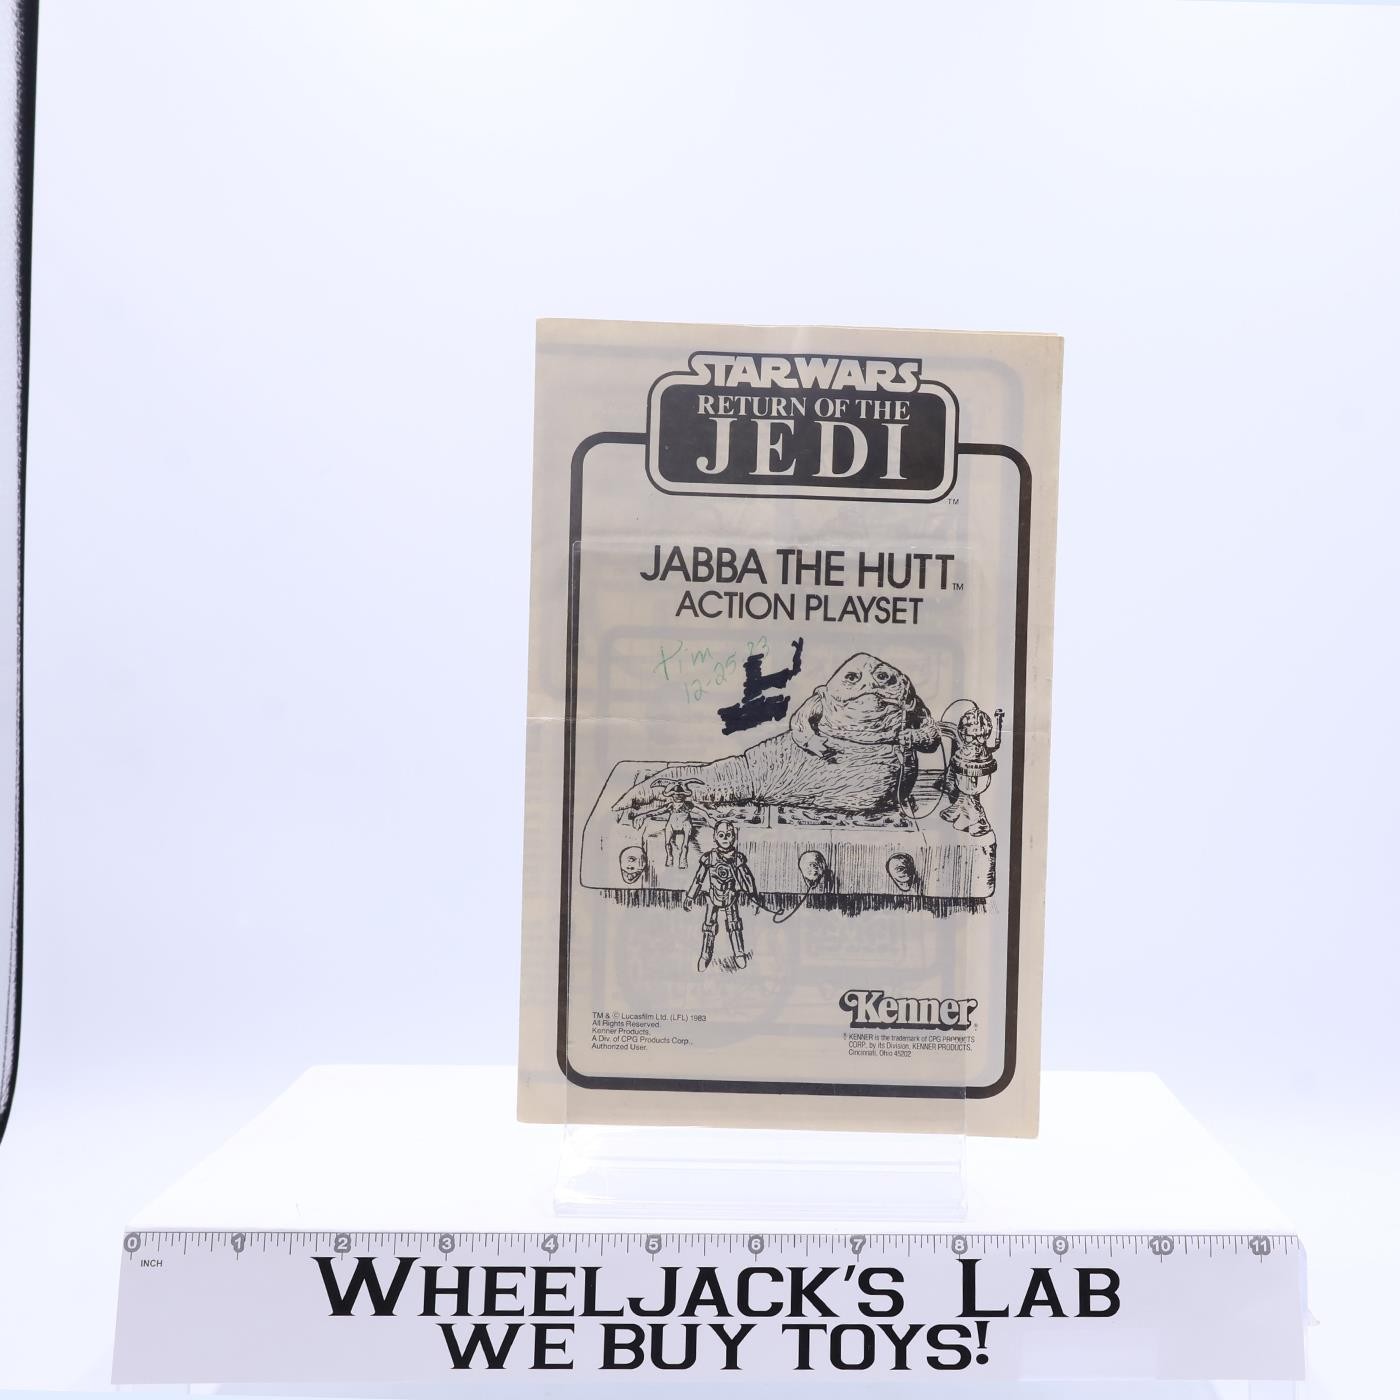 STAR WARS
RETURN OF THE
JEDI
TM
JABBA THE HUTT TM
ACTION PLAYSET
12-25-83
TM & © Lucasfilm Ltd. (LFL) 1983
All Rights Reserved.
Kenner Products,
A Div. of CPG Products Corp.,
Authorized User.
Kenner ®
® KENNER is the trademark of CPG PRODUCTS
CORP., by its Division, KENNER PRODUCTS,
Cincinnati, Ohio 45202
0 1 2 3 4 5 6 7 8 9 10 11
INCH
WHEELJACK'S LAB
WE BUY TOYS!